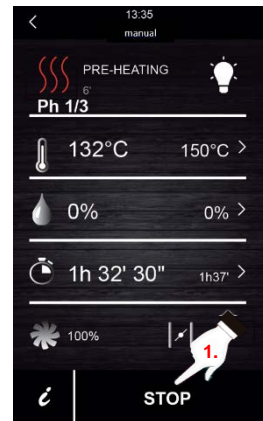 13:35
manual
PRE-HEATING
6'
Ph 1/3
132°C 150°C >
0% 0% >
1h 32' 30" 1h37' >
100%
1.
i STOP